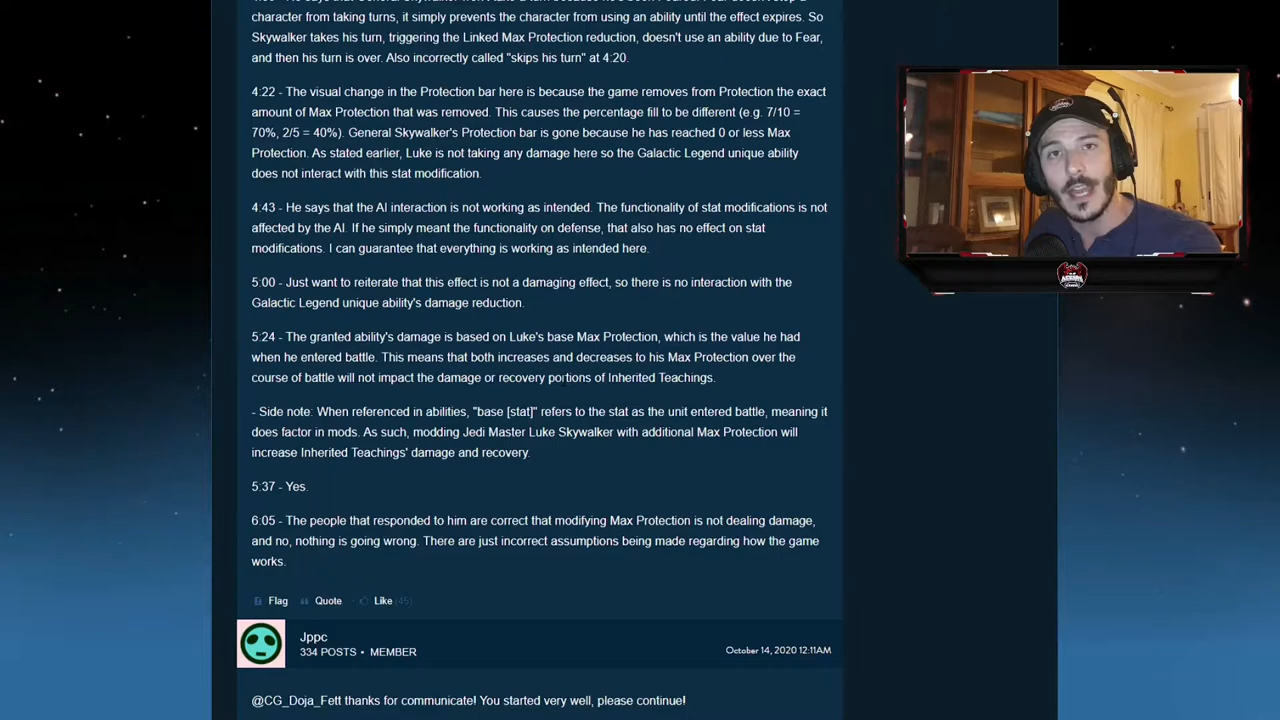 character from taking turns, it simply prevents the character from using an ability until the effect expires. So
Skywalker takes his turn, triggering the Linked Max Protection reduction, doesn't use an ability due to Fear,
and then his turn is over. Also incorrectly called "skips his turn" at 4:20.
4:22 - The visual change in the Protection bar here is because the game removes from Protection the exact
amount of Max Protection that was removed. This causes the percentage fill to be different (e.g. 7/10 =
70%, 2/5 = 40%). General Skywalker's Protection bar is gone because he has reached 0 or less Max
Protection. As stated earlier, Luke is not taking any damage here so the Galactic Legend unique ability
does not interact with this stat modification.
4:43 - He says that the AI interaction is not working as intended. The functionality of stat modifications is not
affected by the AI. If he simply meant the functionality on defense, that also has no effect on stat
modifications. I can guarantee that everything is working as intended here.
5:00 - Just want to reiterate that this effect is not a damaging effect, so there is no interaction with the
Galactic Legend unique ability's damage reduction.
5:24 - The granted ability's damage is based on Luke's base Max Protection, which is the value he had
when he entered battle. This means that both increases and decreases to his Max Protection over the
course of battle will not impact the damage or recovery portions of Inherited Teachings.
- Side note: When referenced in abilities, "base [stat]" refers to the stat as the unit entered battle, meaning it
does factor in mods. As such, modding Jedi Master Luke Skywalker with additional Max Protection will
increase Inherited Teachings' damage and recovery.
5:37 - Yes.
6:05 - The people that responded to him are correct that modifying Max Protection is not dealing damage,
and no, nothing is going wrong. There are just incorrect assumptions being made regarding how the game
works.
Flag Quote · Like (45)
Jppc
334 POSTS • MEMBER
October 14, 2020 12:11AM
@CG_Doja_Fett thanks for communicate! You started very well, please continue!